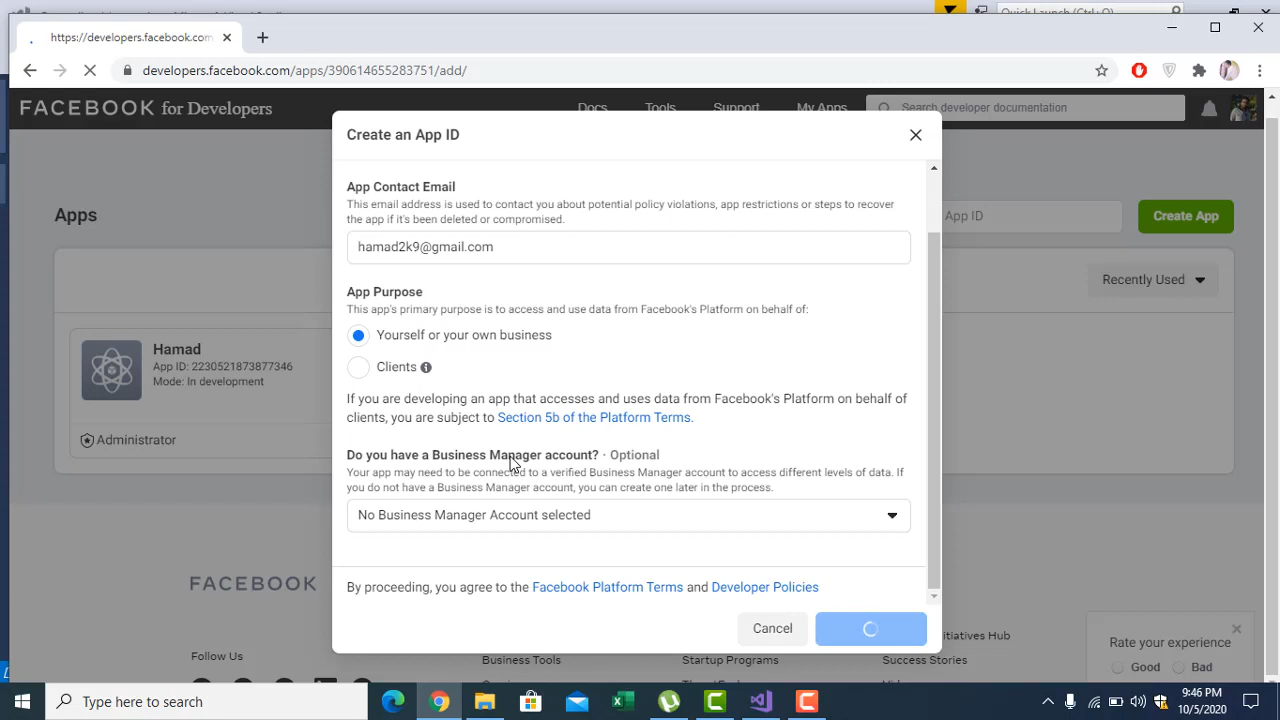 Quick Launch (Ctrl+Q)
https://developers.facebook.com
developers.facebook.com/apps/390614655283751/add/
FACEBOOK for Developers
Docs
Tools
Support
My Apps
Search developer documentation
Create an App ID
App Contact Email
This email address is used to contact you about potential policy violations, app restrictions or steps to recover
the app if it's been deleted or compromised.
hamad2k9@gmail.com
Apps
App ID
Create App
App Purpose
This app's primary purpose is to access and use data from Facebook's Platform on behalf of:
Yourself or your own business
Clients
Recently Used
Hamad
App ID: 2230521873877346
Mode: In development
Administrator
If you are developing an app that accesses and uses data from Facebook's Platform on behalf of
clients, you are subject to Section 5b of the Platform Terms.
Do you have a Business Manager account? · Optional
Your app may need to be connected to a verified Business Manager account to access different levels of data. If
you do not have a Business Manager account, you can create one later in the process.
No Business Manager Account selected
FACEBOOK
By proceeding, you agree to the Facebook Platform Terms and Developer Policies
Cancel
Follow Us
Business Tools
Startup Programs
Success Stories
itiatives Hub
Rate your experience
Good
Bad
Type here to search
9:46 PM
10/5/2020